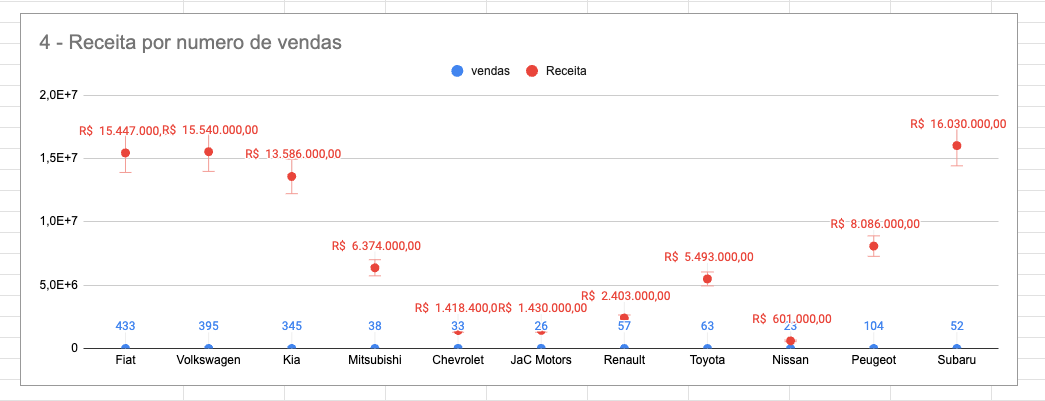 4 - Receita por numero de vendas
vendas Receita
2,0E+7
R$ 15.447.000, R$ 15.540.000,00 R$ 16.030.000,00
1,5E+7
R$ 13.586.000,00
1,0E+7
R$ 8.086.000,00
R$ 6.374.000,00
R$ 5.493.000,00
5,0E+6
R$ 2.403.000,00
R$ 1.418.400,0 R$ 1.430.000,00
R$ 601.000,00
433 395 345 38 33 26 57 63 23 104 52
0
Fiat Volkswagen Kia Mitsubishi Chevrolet JaC Motors Renault Toyota Nissan Peugeot Subaru